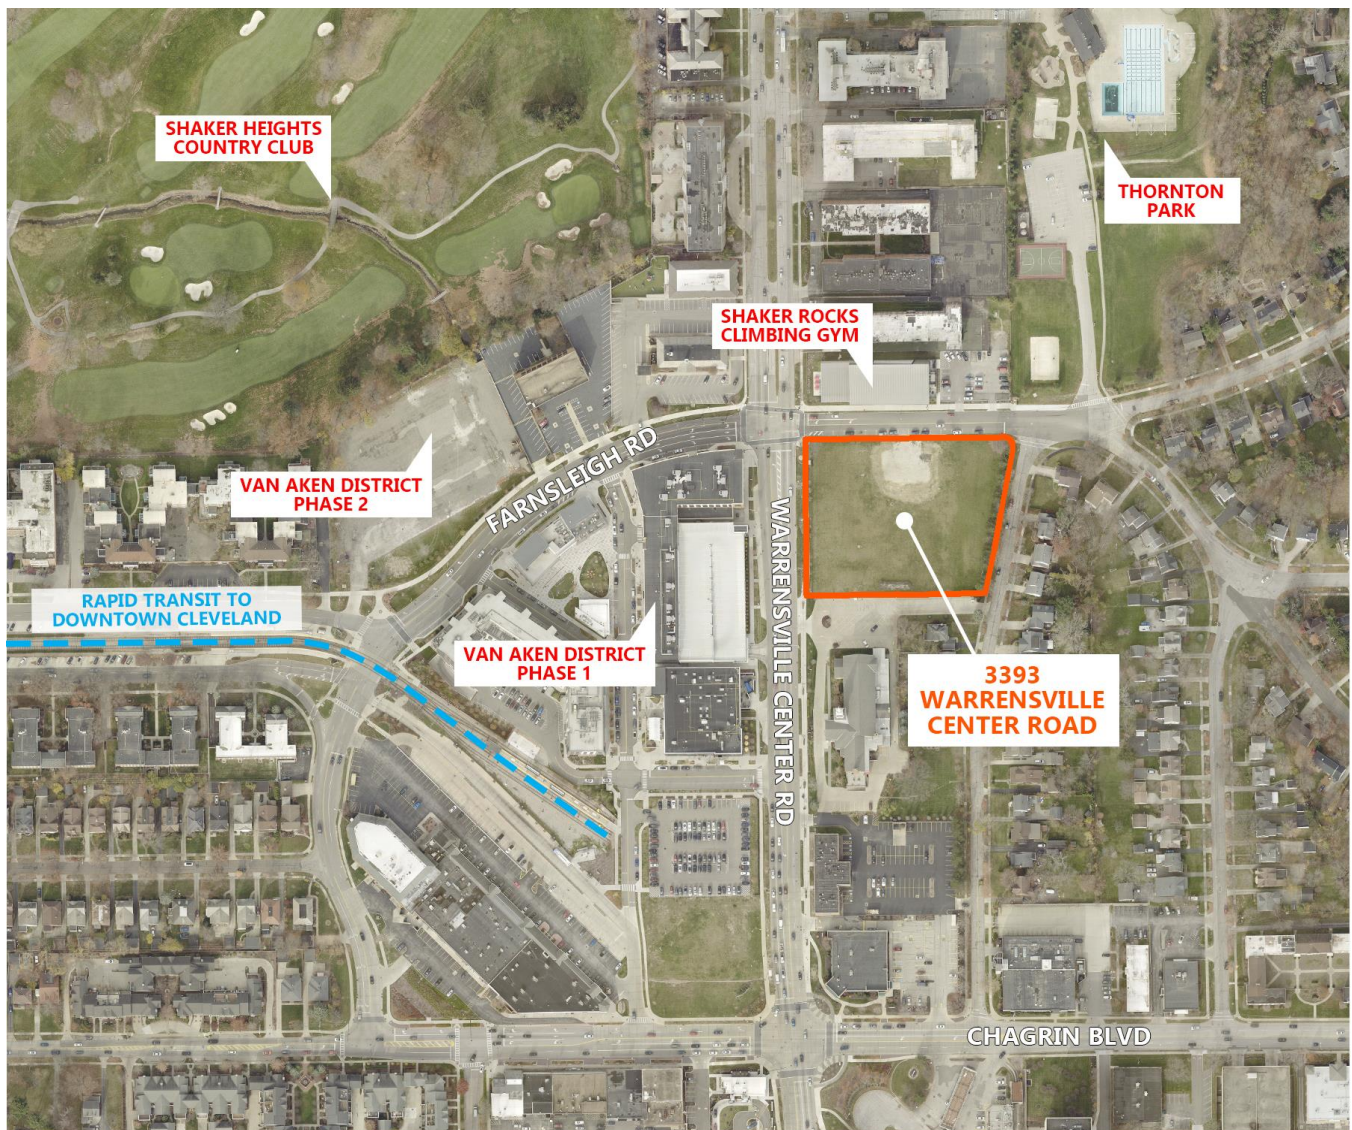 SHAKER HEIGHTS
COUNTRY CLUB
THORNTON
PARK
SHAKER ROCKS
CLIMBING GYM
VAN AKEN DISTRICT
PHASE 2
FARNSLEIGH RD
WARRENSVILLE CENTER RD
RAPID TRANSIT TO
DOWNTOWN CLEVELAND
VAN AKEN DISTRICT
PHASE 1
3393
WARRENSVILLE
CENTER ROAD
CHAGRIN BLVD